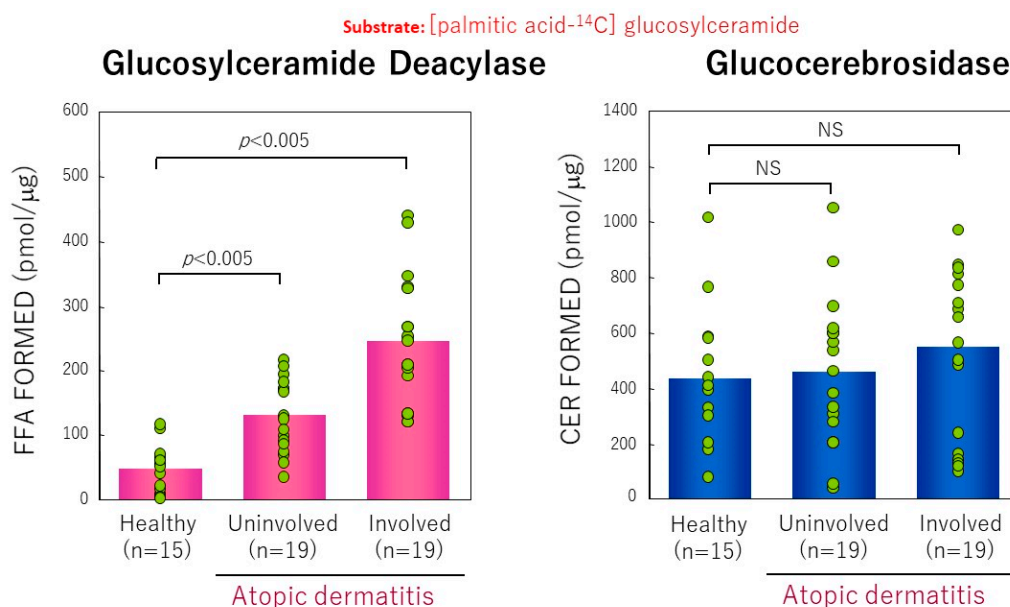 Substrate: [palmitic acid-¹⁴C] glucosylceramide
Glucosylceramide Deacylase
FFA FORMED (pmol/μg)
600
500
400
300
200
100
0
p<0.005
p<0.005
Healthy
(n=15)
Uninvolved
(n=19)
Involved
(n=19)
Atopic dermatitis
Glucocerebrosidase
CER FORMED (pmol/μg)
1400
1200
1000
800
600
400
200
0
NS
NS
Healthy
(n=15)
Uninvolved
(n=19)
Involved
(n=19)
Atopic dermatitis